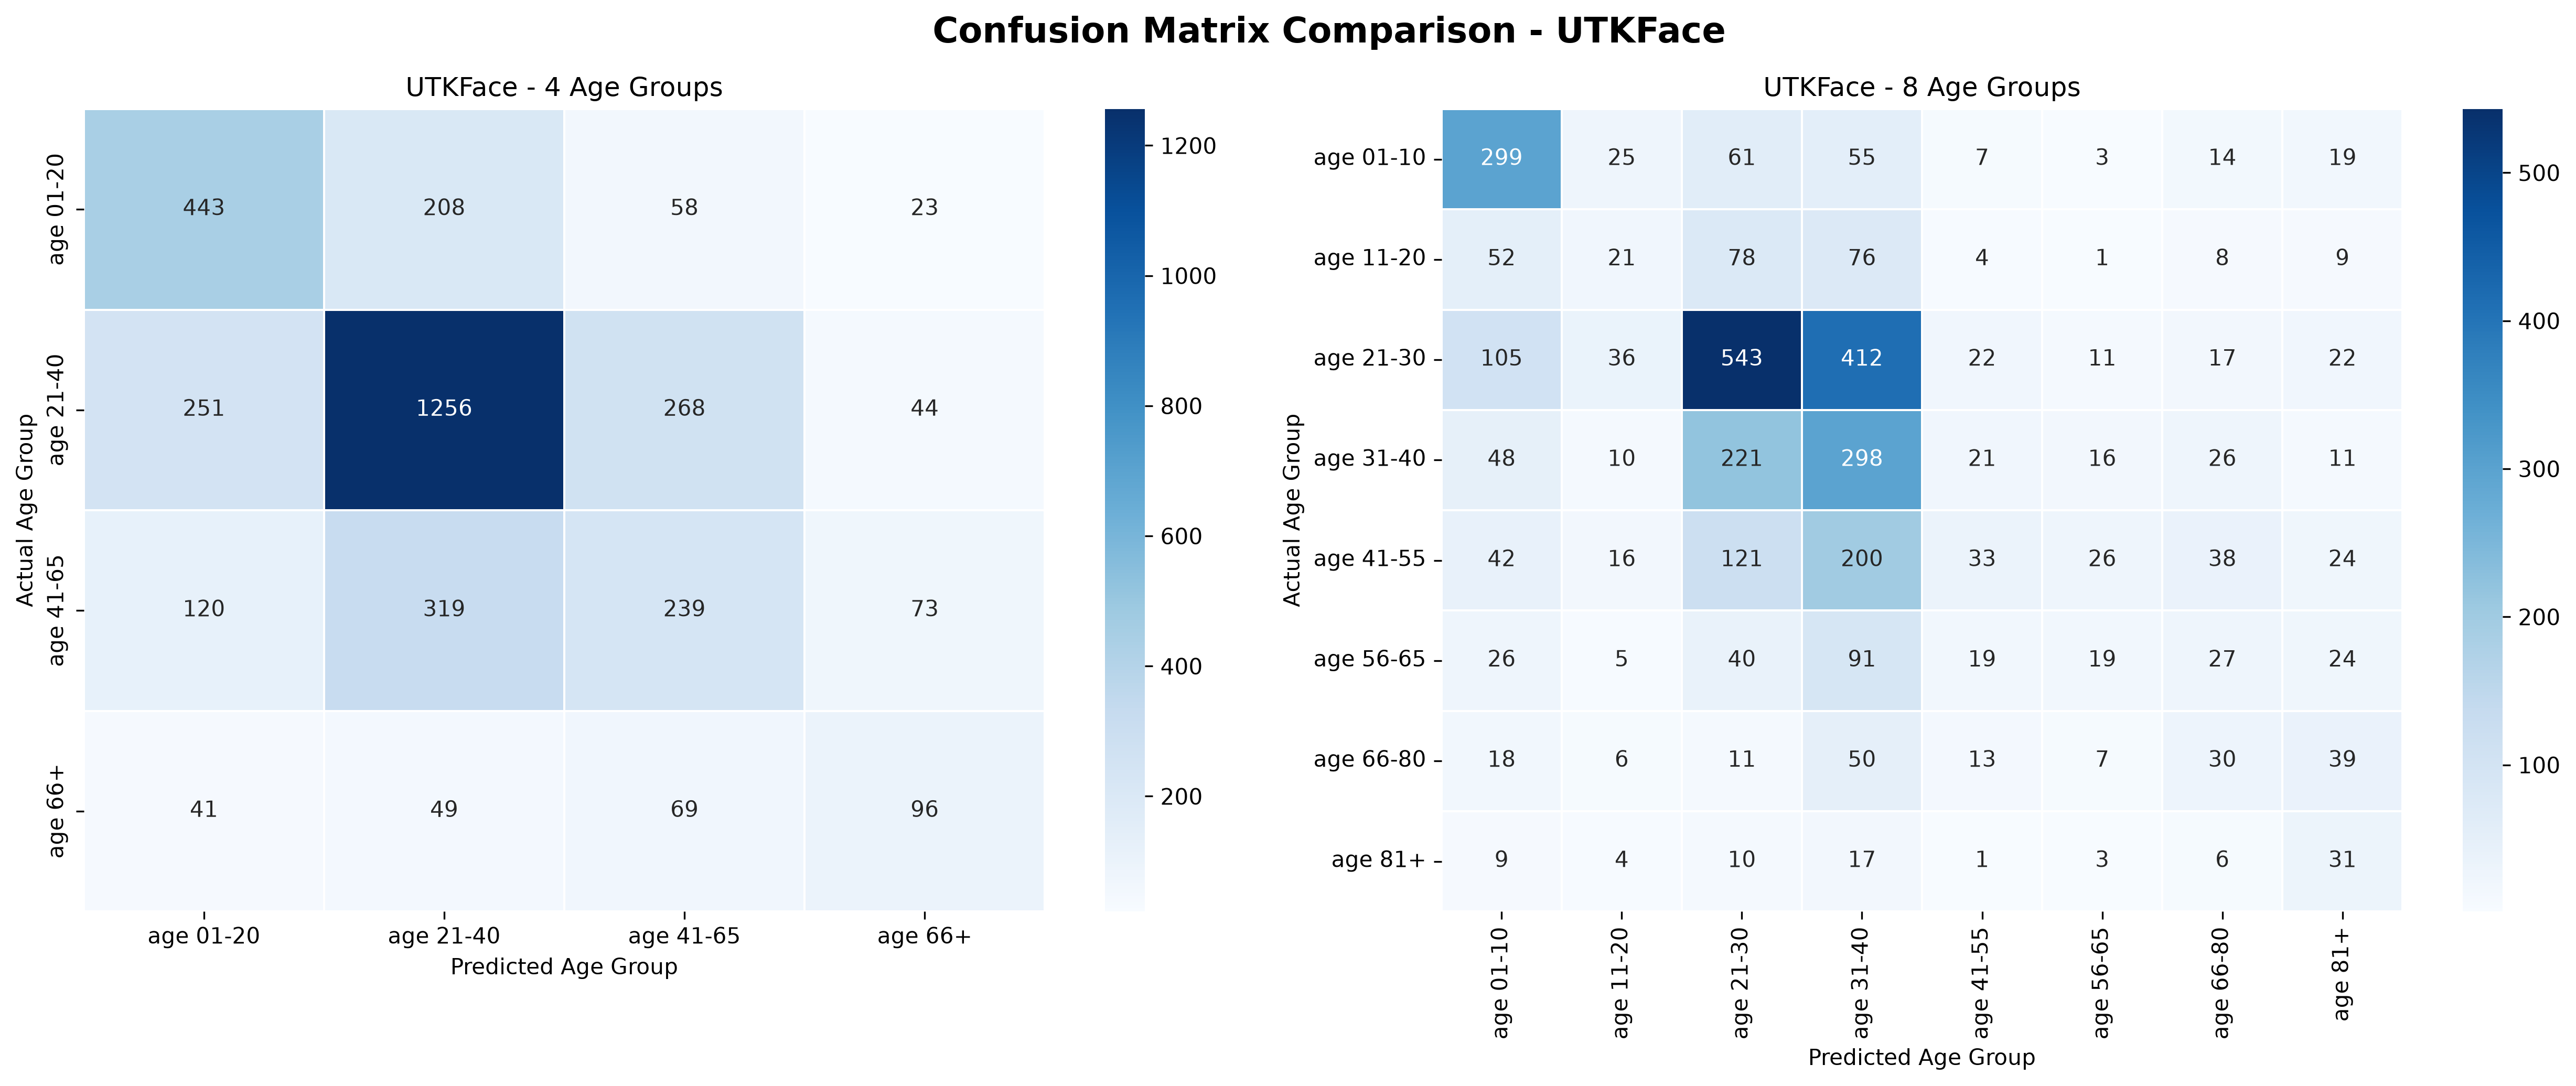 Confusion Matrix Comparison - UTKFace
UTKFace - 4 Age Groups
Actual Age Group
age 01-20
443 208 58 23
age 21-40
251 1256 268 44
age 41-65
120 319 239 73
age 66+
41 49 69 96
age 01-20 age 21-40 age 41-65 age 66+
Predicted Age Group
1200
1000
800
600
400
200
UTKFace - 8 Age Groups
Actual Age Group
age 01-10 299 25 61 55 7 3 14 19
age 11-20 52 21 78 76 4 1 8 9
age 21-30 105 36 543 412 22 11 17 22
age 31-40 48 10 221 298 21 16 26 11
age 41-55 42 16 121 200 33 26 38 24
age 56-65 26 5 40 91 19 19 27 24
age 66-80 18 6 11 50 13 7 30 39
age 81+ 9 4 10 17 1 3 6 31
age 01-10 age 11-20 age 21-30 age 31-40 age 41-55 age 56-65 age 66-80 age 81+
Predicted Age Group
500
400
300
200
100